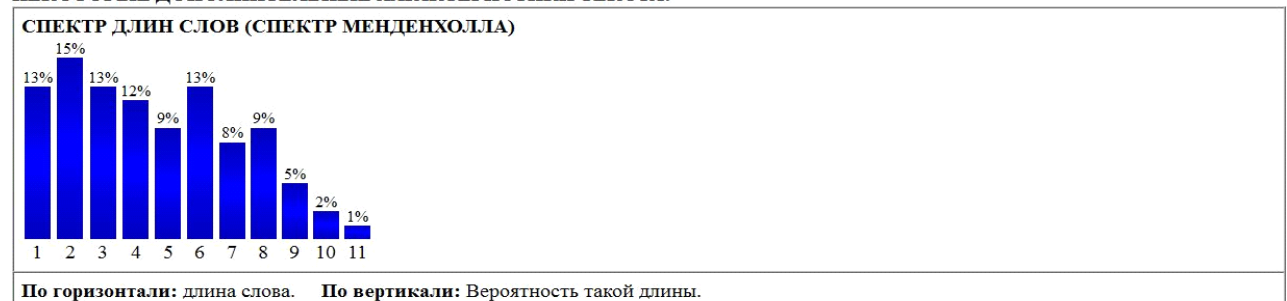 СПЕКТР ДЛИН СЛОВ (СПЕКТР МЕНДЕНХОЛЛА)
13% 15% 13% 12% 9% 13% 8% 9% 5% 2% 1%
1 2 3 4 5 6 7 8 9 10 11
По горизонтали: длина слова. По вертикали: Вероятность такой длины.